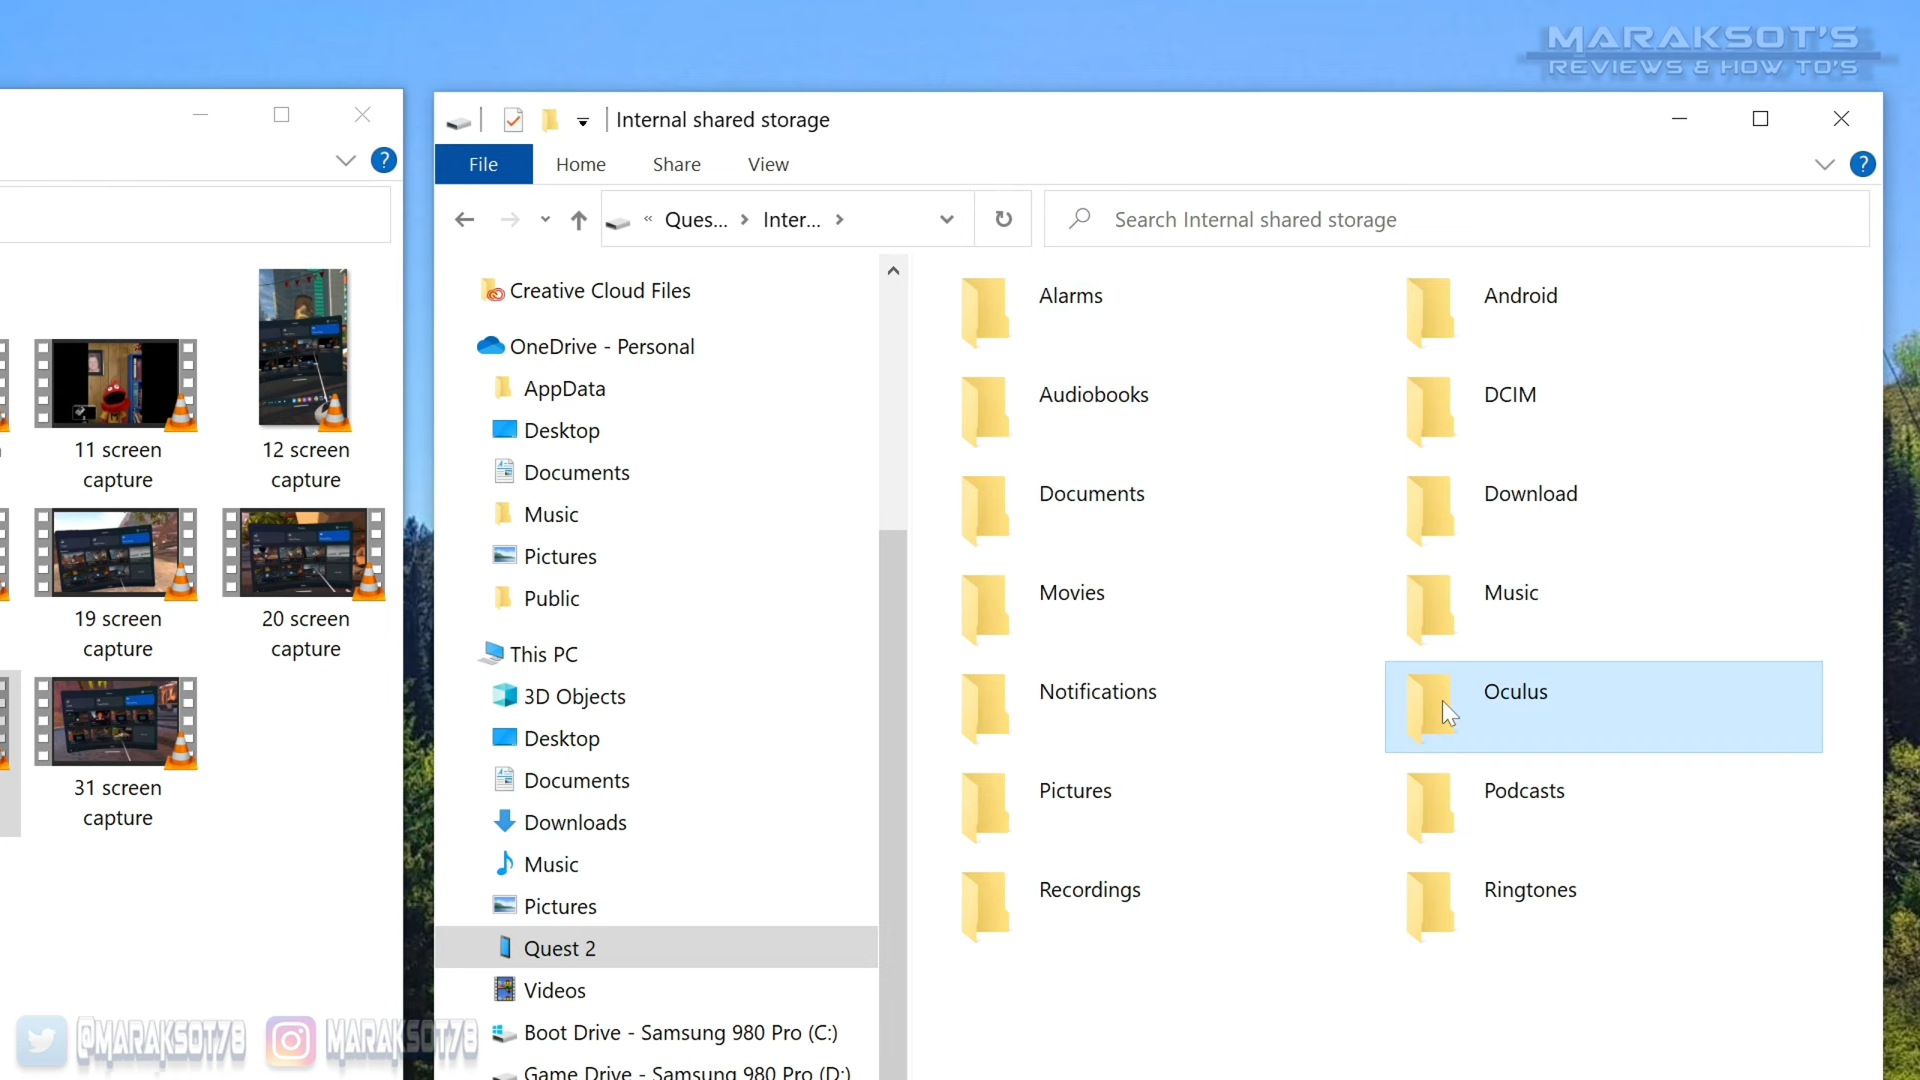 MARAKSOT'S
REVIEWS & HOW TO'S
Internal shared storage
File
Home
Share
View
?
?
« Ques... > Inter... >
Search Internal shared storage
11 screen
capture
12 screen
capture
19 screen
capture
20 screen
capture
31 screen
capture
Creative Cloud Files
OneDrive - Personal
AppData
Desktop
Documents
Music
Pictures
Public
This PC
3D Objects
Desktop
Documents
Downloads
Music
Pictures
Quest 2
Videos
Boot Drive - Samsung 980 Pro (C:)
Game Drive - Samsung 980 Pro (D:)
Alarms
Android
Audiobooks
DCIM
Documents
Download
Movies
Music
Notifications
Oculus
Pictures
Podcasts
Recordings
Ringtones
@MARAKSOT78
MARAKSOT78